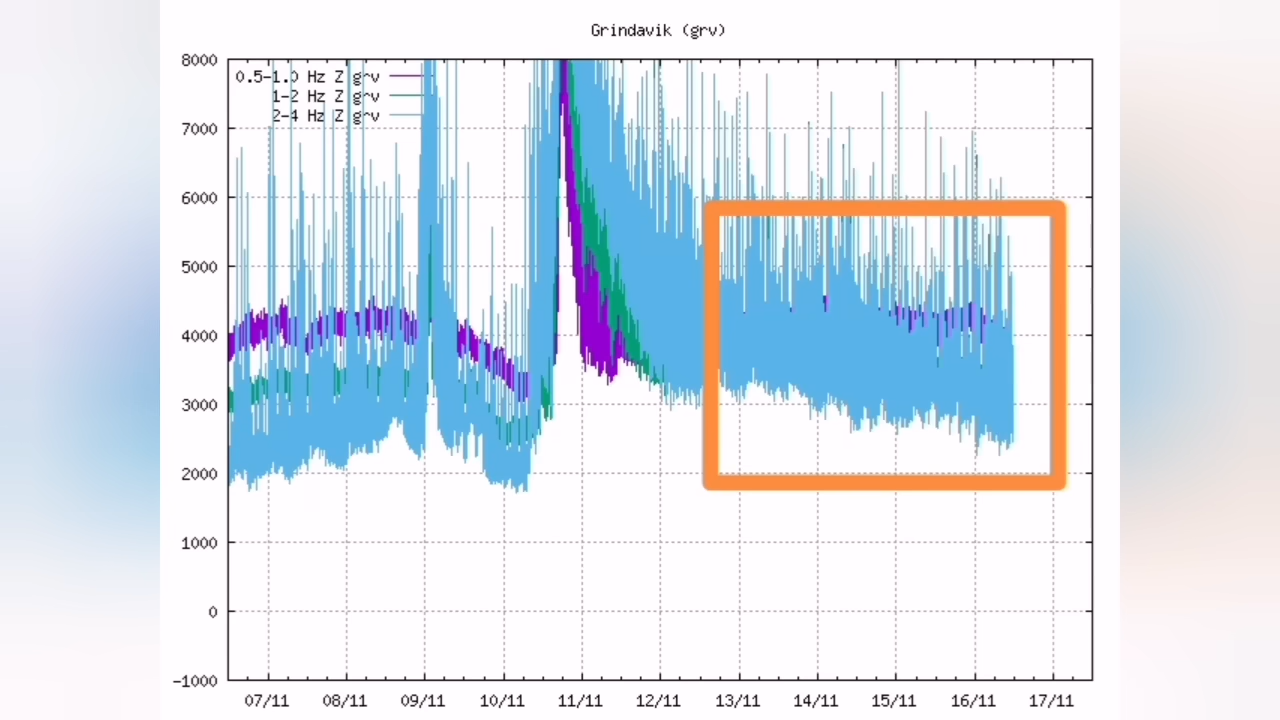 Grindavik (grv)
8000
7000
6000
5000
4000
3000
2000
1000
0
-1000
0.5-1.0 Hz Z grv
1-2 Hz Z grv
2-4 Hz Z grv
07/11 08/11 09/11 10/11 11/11 12/11 13/11 14/11 15/11 16/11 17/11